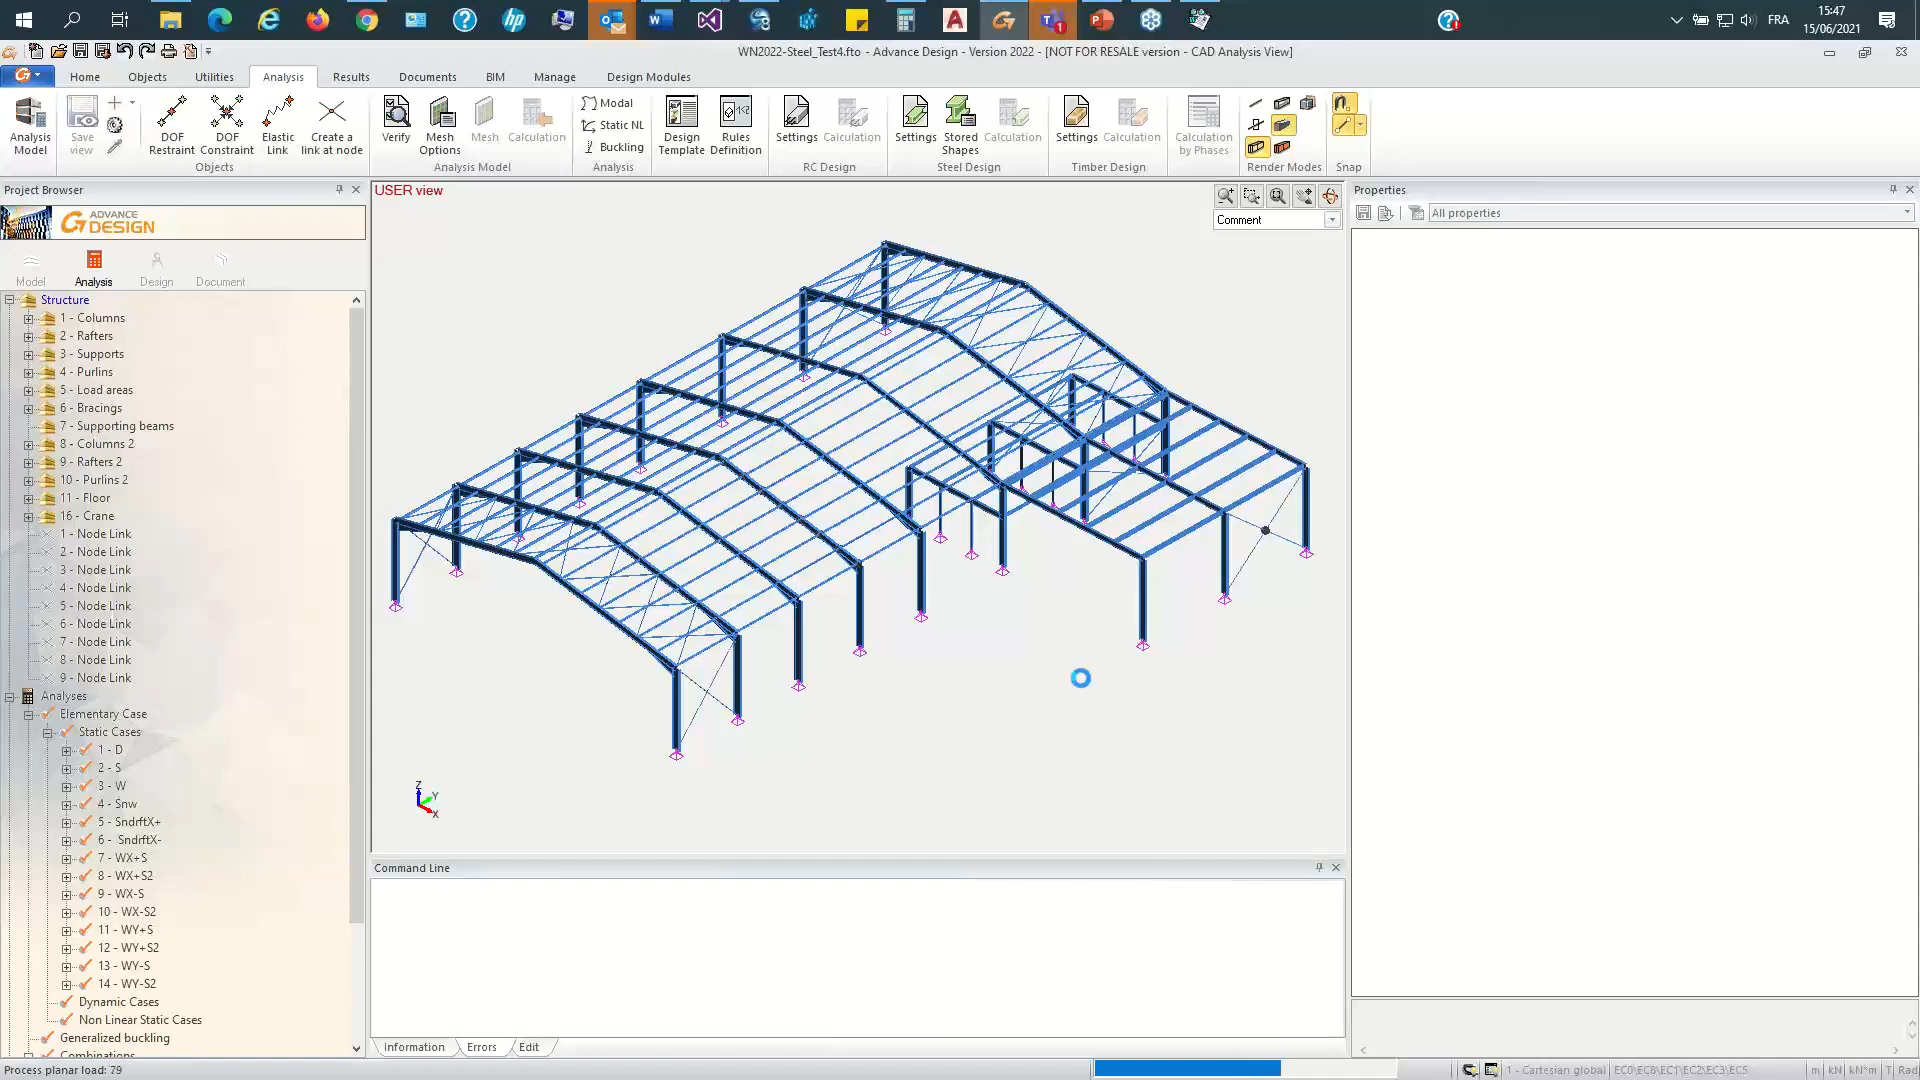 FRA
15:47
15/06/2021
WN2022-Steel_Test4.fto - Advance Design - Version 2022 - [NOT FOR RESALE version - CAD Analysis View]
Home
Objects
Utilities
Analysis
Results
Documents
BIM
Manage
Design Modules
Analysis Model
Save view
DOF Restraint
DOF Constraint
Elastic Link
Create a link at node
Objects
Verify
Mesh Options
Mesh
Calculation
Analysis Model
Modal
Static NL
Buckling
Analysis
Design Template
Rules Definition
Settings
Calculation
RC Design
Settings
Stored Shapes
Calculation
Steel Design
Settings
Calculation
Timber Design
Calculation by Phases
Render Modes
Snap
Project Browser
ADVANCE
DESIGN
Model
Analysis
Design
Document
Structure
1 - Columns
2 - Rafters
3 - Supports
4 - Purlins
5 - Load areas
6 - Bracings
7 - Supporting beams
8 - Columns 2
9 - Rafters 2
10 - Purlins 2
11 - Floor
16 - Crane
1 - Node Link
2 - Node Link
3 - Node Link
4 - Node Link
5 - Node Link
6 - Node Link
7 - Node Link
8 - Node Link
9 - Node Link
Analyses
Elementary Case
Static Cases
1 - D
2 - S
3 - W
4 - Snw
5 - SndrftX+
6 - SndrftX-
7 - WX+S
8 - WX+S2
9 - WX-S
10 - WX-S2
11 - WY+S
12 - WY+S2
13 - WY-S
14 - WY-S2
Dynamic Cases
Non Linear Static Cases
Generalized buckling
Combinations
USER view
Comment
Z
Y
X
Properties
All properties
Command Line
Information
Errors
Edit
Process planar load: 79
1 - Cartesian global
EC0\EC8\EC1\EC2\EC3\EC5
m
kN
kN*m
T
Rad